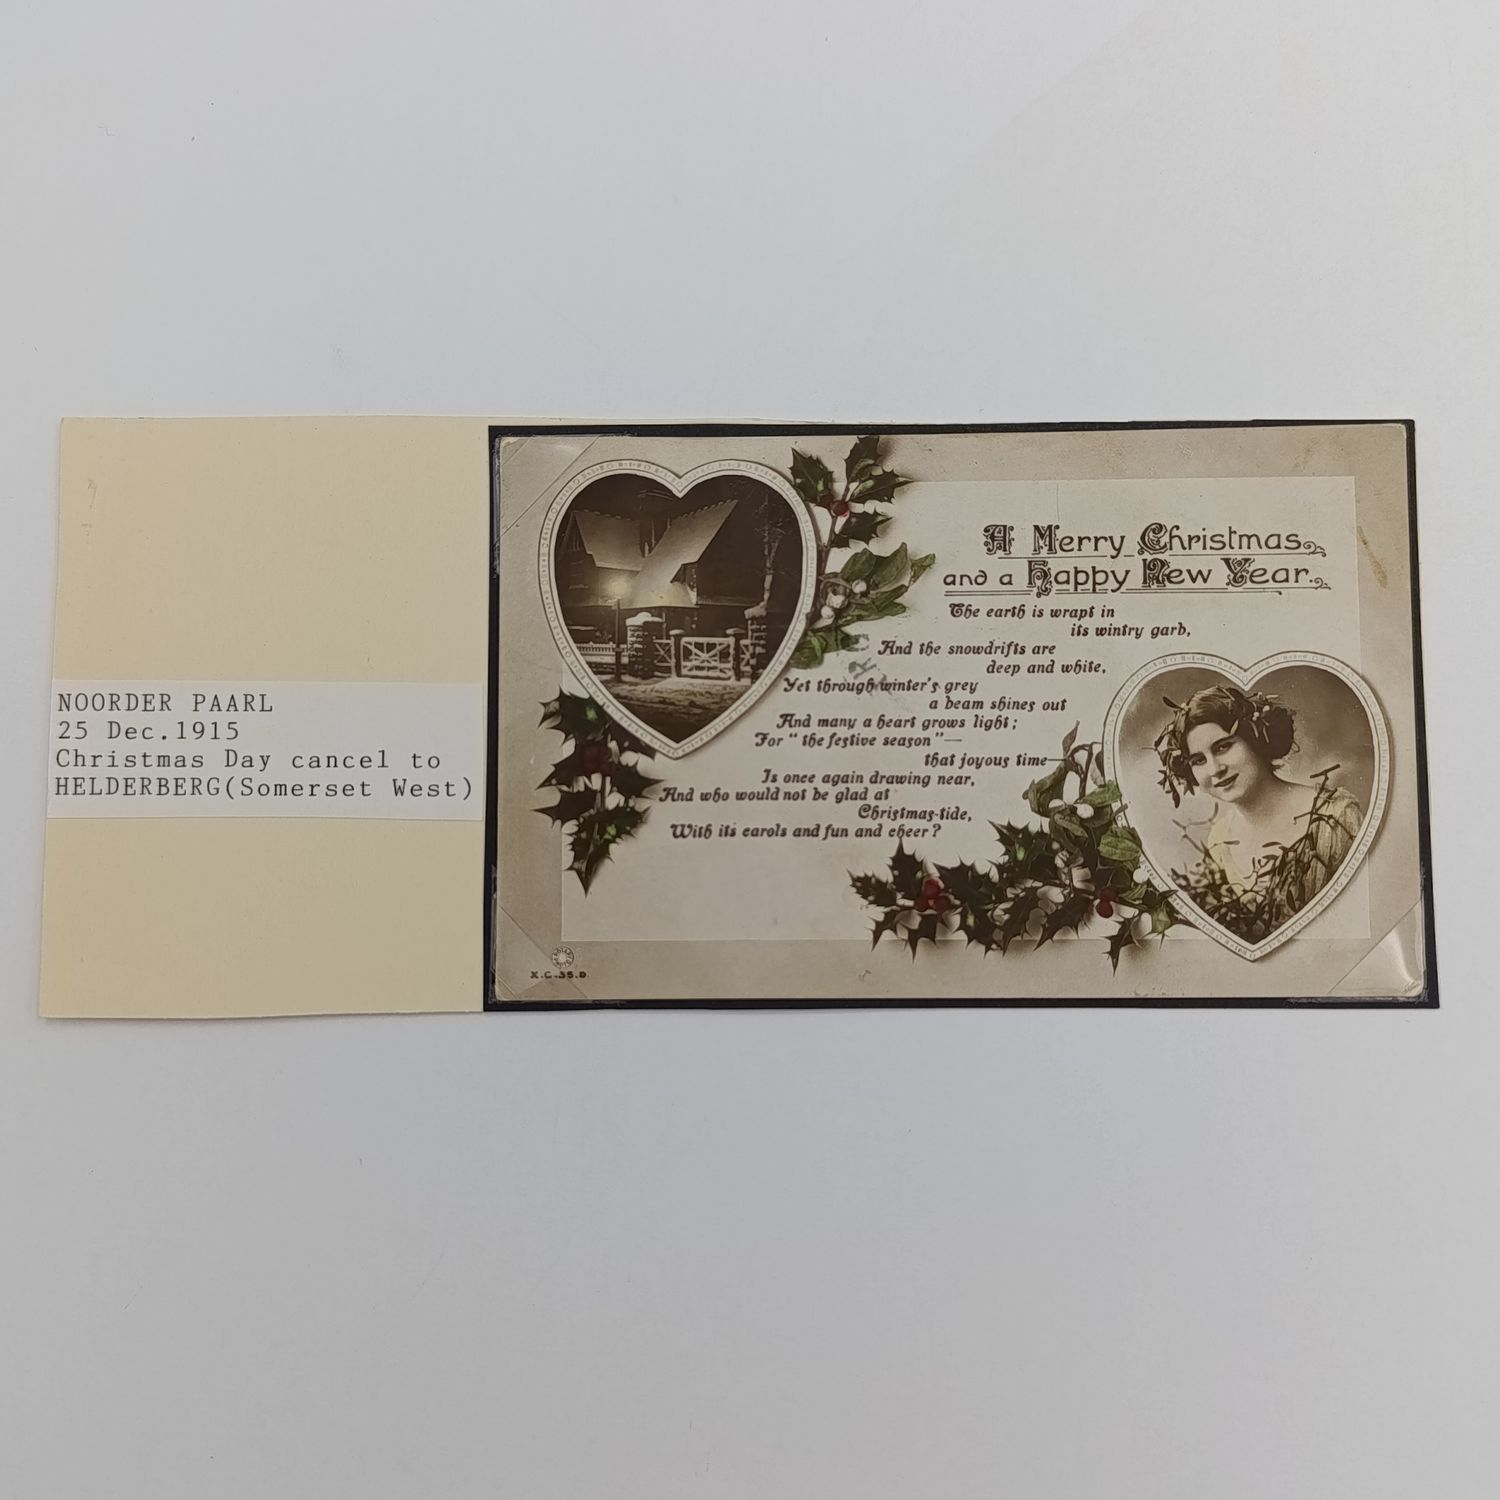 NOORDER PAARL
25 Dec.1915
Christmas Day cancel to
HELDERBERG(Somerset West)
A Merry Christmas
and a Happy New Year.
The earth is wrapt in
its wintry garb,
And the snowdrifts are
deep and white,
Yet through winter's grey
a beam shines out
And many a heart grows light;
For "the festive season"—
that joyous time—
Is once again drawing near,
And who would not be glad at
Christmas-tide,
With its carols and fun and cheer?
X.C.35.D.